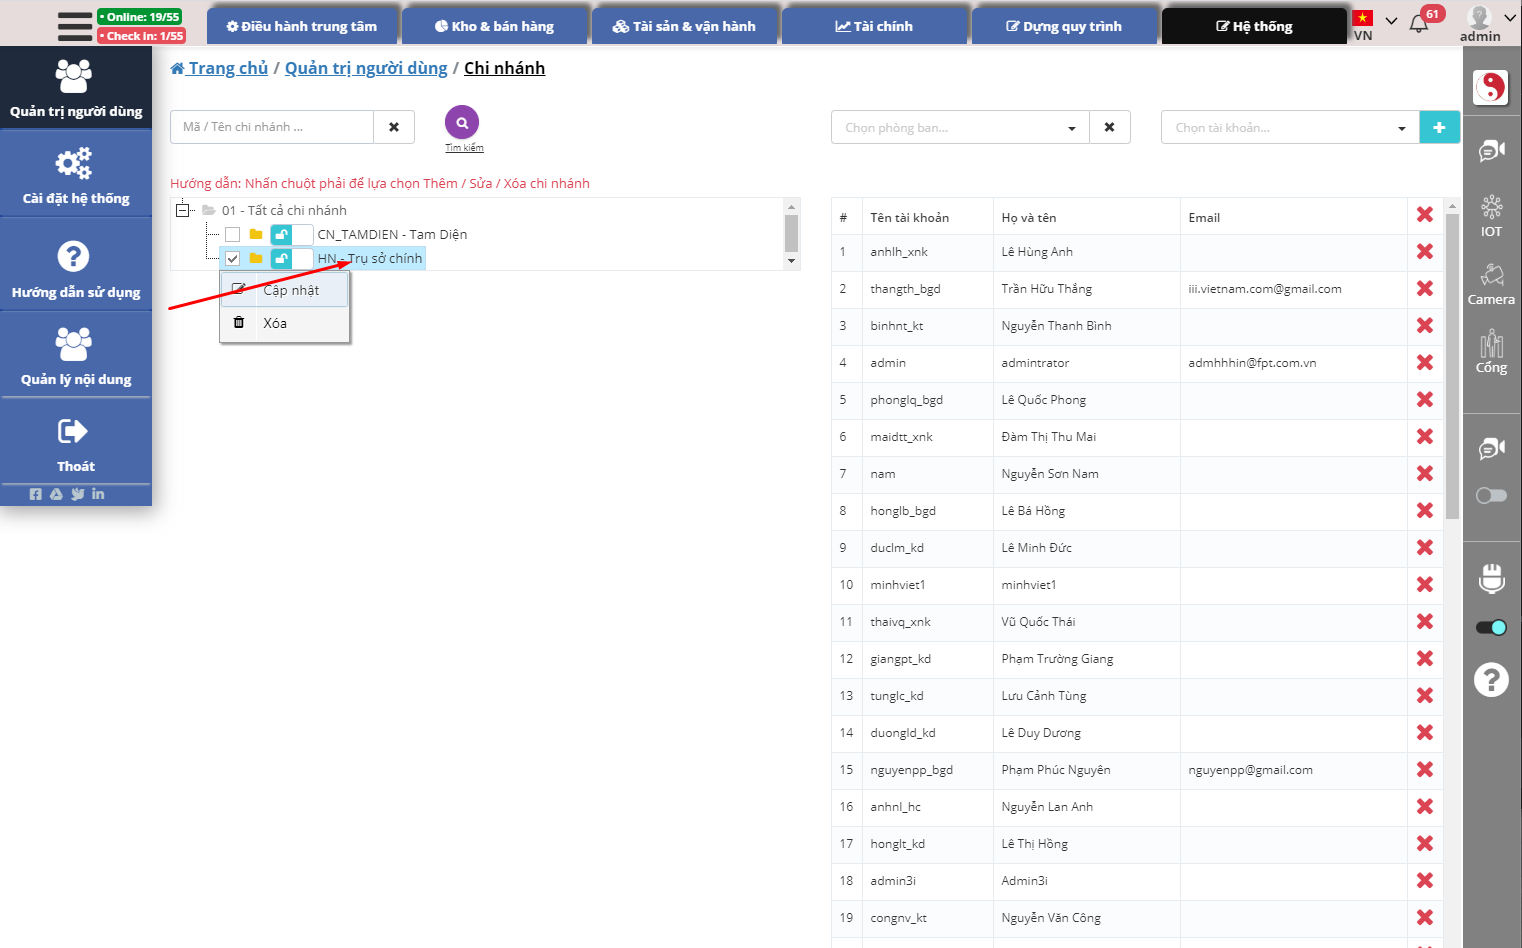 • Online: 19/55
• Check In: 1/55
Điều hành trung tâm
Kho & bán hàng
Tài sản & vận hành
Tài chính
Dựng quy trình
Hệ thống
VN
61
admin
Quản trị người dùng
Cài đặt hệ thống
Hướng dẫn sử dụng
Quản lý nội dung
Thoát
Trang chủ / Quản trị người dùng / Chi nhánh
Mã / Tên chi nhánh ...
Tìm kiếm
Chọn phòng ban...
Chọn tài khoản...
Hướng dẫn: Nhấn chuột phải để lựa chọn Thêm / Sửa / Xóa chi nhánh
01 - Tất cả chi nhánh
CN_TAMDIEN - Tam Diện
HN - Trụ sở chính
Cập nhật
Xóa
# Tên tài khoản Họ và tên Email
1 anhlh_xnk Lê Hùng Anh
2 thangth_bgd Trần Hữu Thắng iii.vietnam.com@gmail.com
3 binhnt_kt Nguyễn Thanh Bình
4 admin admintrator admhhhin@fpt.com.vn
5 phonglq_bgd Lê Quốc Phong
6 maidtt_xnk Đàm Thị Thu Mai
7 nam Nguyễn Sơn Nam
8 honglb_bgd Lê Bá Hồng
9 duclm_kd Lê Minh Đức
10 minhviet1 minhviet1
11 thaivq_xnk Vũ Quốc Thái
12 giangpt_kd Phạm Trường Giang
13 tunglc_kd Lưu Cảnh Tùng
14 duongld_kd Lê Duy Dương
15 nguyenpp_bgd Phạm Phúc Nguyên nguyenpp@gmail.com
16 anhnl_hc Nguyễn Lan Anh
17 honglt_kd Lê Thị Hồng
18 admin3i Admin3i
19 congnv_kt Nguyễn Văn Công
IOT
Camera
Cổng